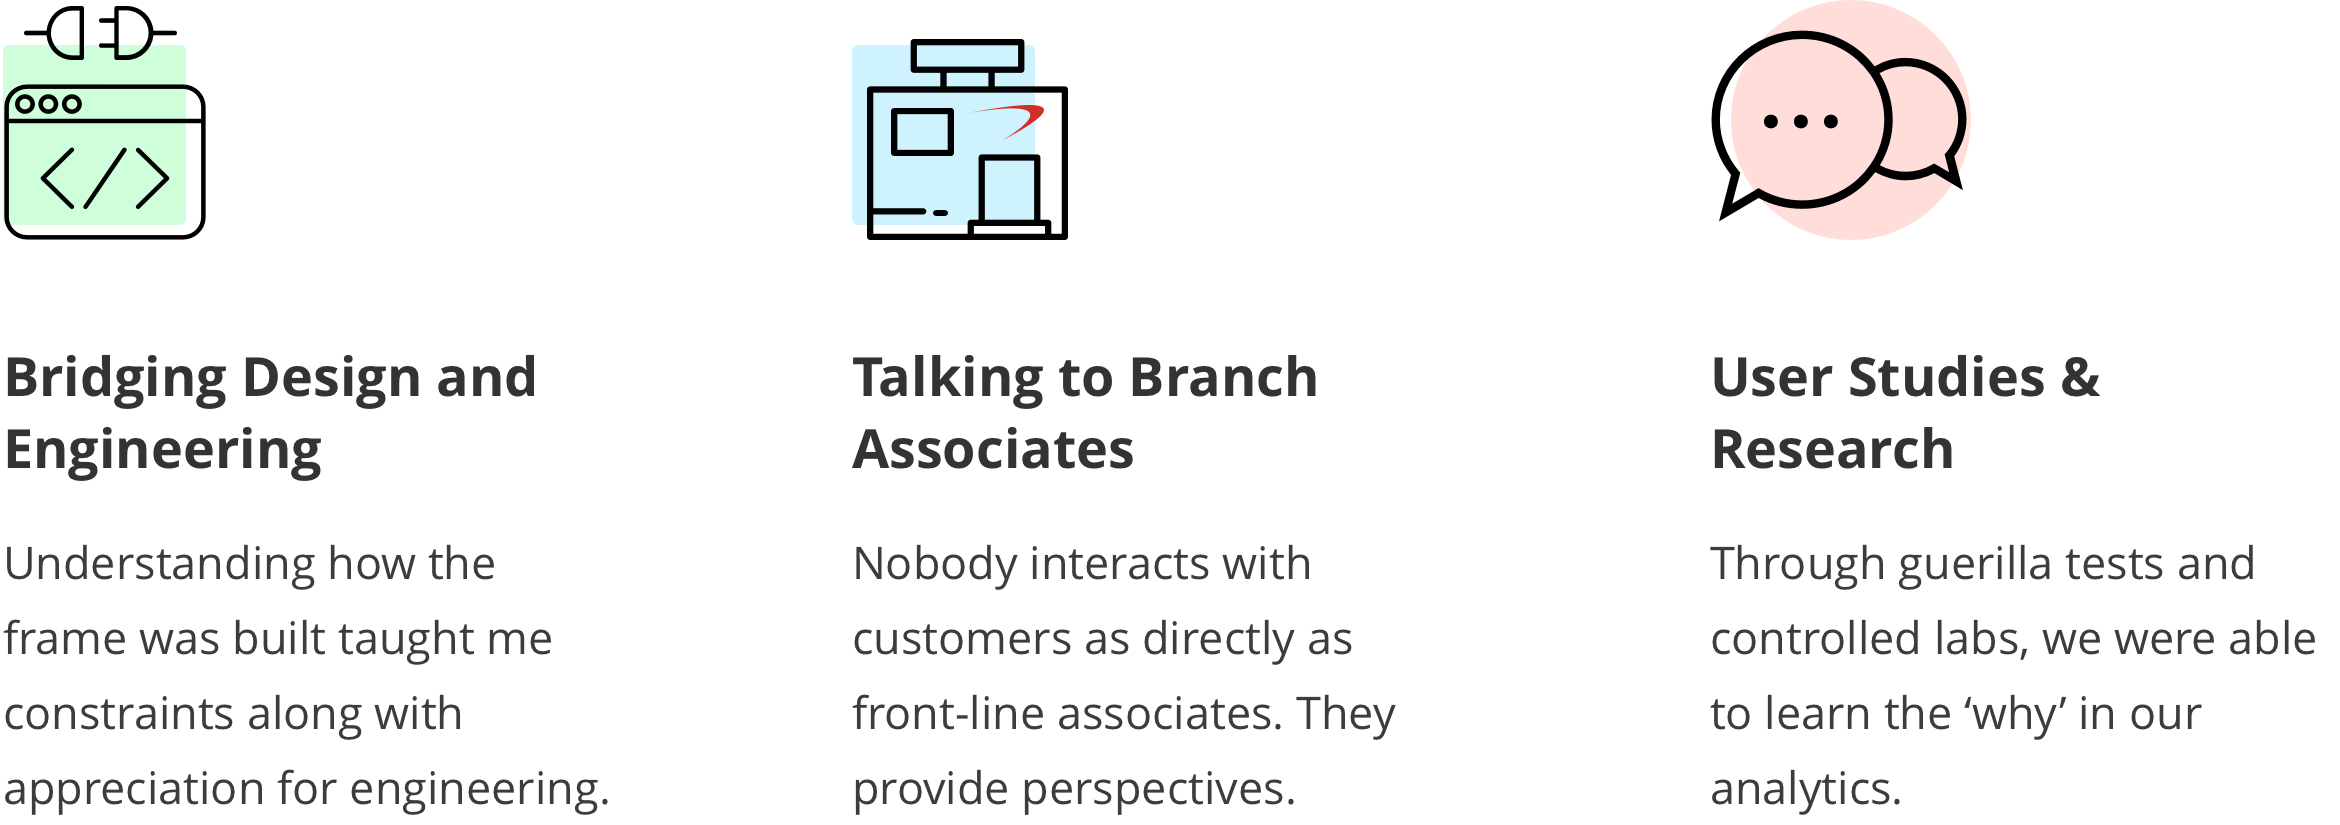 Bridging Design and
Engineering
Understanding how the
frame was built taught me
constraints along with
appreciation for engineering.
Talking to Branch
Associates
Nobody interacts with
customers as directly as
front-line associates. They
provide perspectives.
User Studies &
Research
Through guerilla tests and
controlled labs, we were able
to learn the ‘why’ in our
analytics.